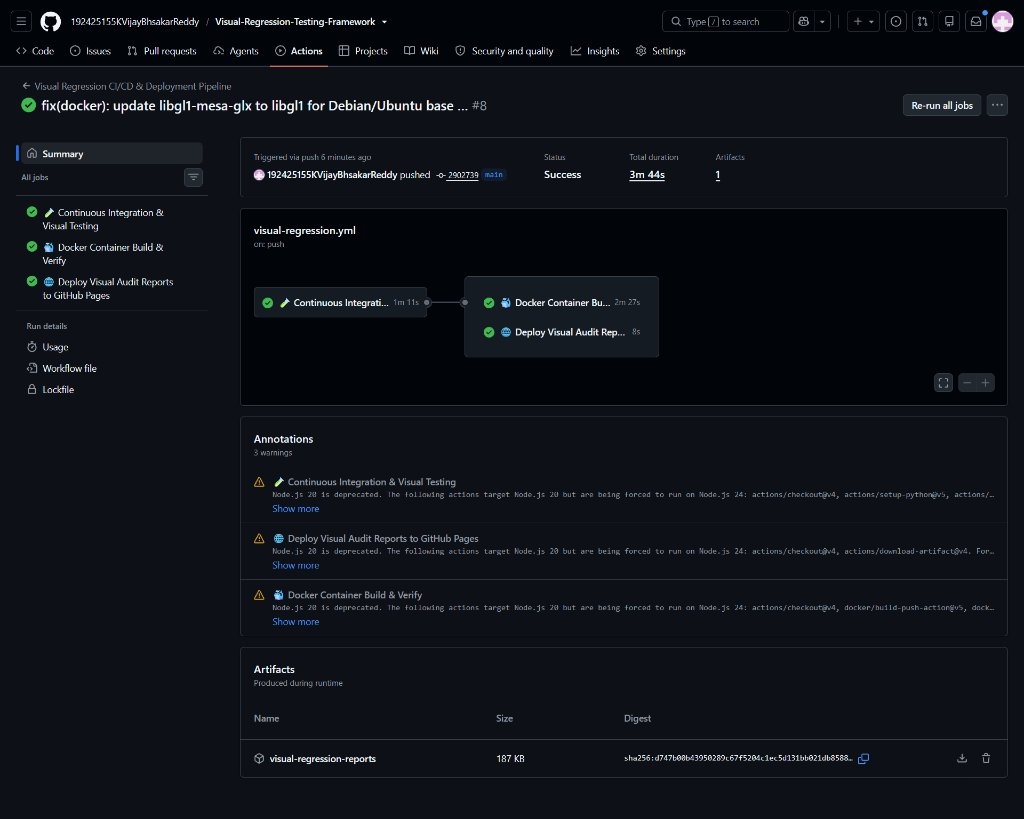 192425155KVijayBhsakarReddy / Visual-Regression-Testing-Framework
Type / to search
Code
Issues
Pull requests
Agents
Actions
Projects
Wiki
Security and quality
Insights
Settings
← Visual Regression CI/CD & Deployment Pipeline
fix(docker): update libgl1-mesa-glx to libgl1 for Debian/Ubuntu base ... #8
Re-run all jobs
Summary
All jobs
Continuous Integration &
Visual Testing
Docker Container Build &
Verify
Deploy Visual Audit Reports
to GitHub Pages
Run details
Usage
Workflow file
Lockfile
Triggered via push 6 minutes ago
192425155KVijayBhsakarReddy pushed 2902739 main
Status
Success
Total duration
3m 44s
Artifacts
1
visual-regression.yml
on: push
Continuous Integrati... 1m 11s
Docker Container Bu... 2m 27s
Deploy Visual Audit Rep... 8s
Annotations
3 warnings
Continuous Integration & Visual Testing
Node.js 20 is deprecated. The following actions target Node.js 20 but are being forced to run on Node.js 24: actions/checkout@v4, actions/setup-python@v5, actions/…
Show more
Deploy Visual Audit Reports to GitHub Pages
Node.js 20 is deprecated. The following actions target Node.js 20 but are being forced to run on Node.js 24: actions/checkout@v4, actions/download-artifact@v4. For…
Show more
Docker Container Build & Verify
Node.js 20 is deprecated. The following actions target Node.js 20 but are being forced to run on Node.js 24: actions/checkout@v4, docker/build-push-action@v5, dock…
Show more
Artifacts
Produced during runtime
Name Size Digest
visual-regression-reports 187 KB sha256:d747b00b43950289c67f5204c1ec5d131bb021db8588…